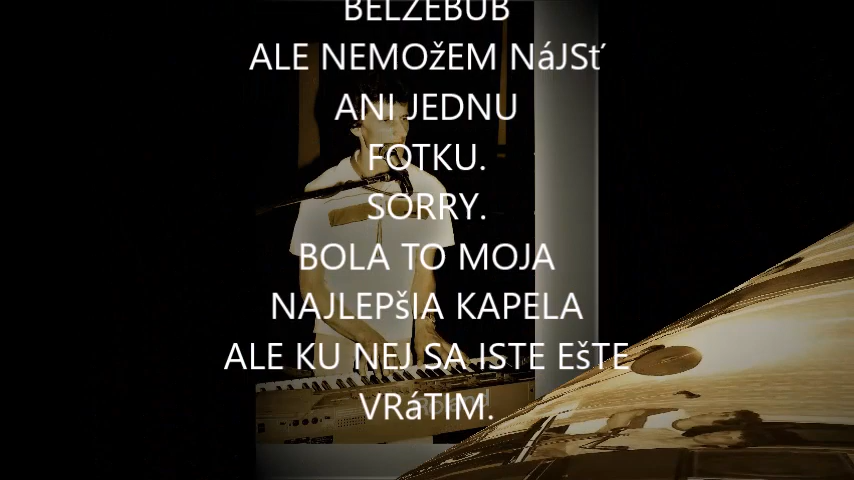 BELZEBUB
ALE NEMOžEM NáJSť
ANI JEDNU
FOTKU.
SORRY.
BOLA TO MOJA
NAJLEPšIA KAPELA
ALE KU NEJ SA ISTE EšTE
VRáTIM.
Roland